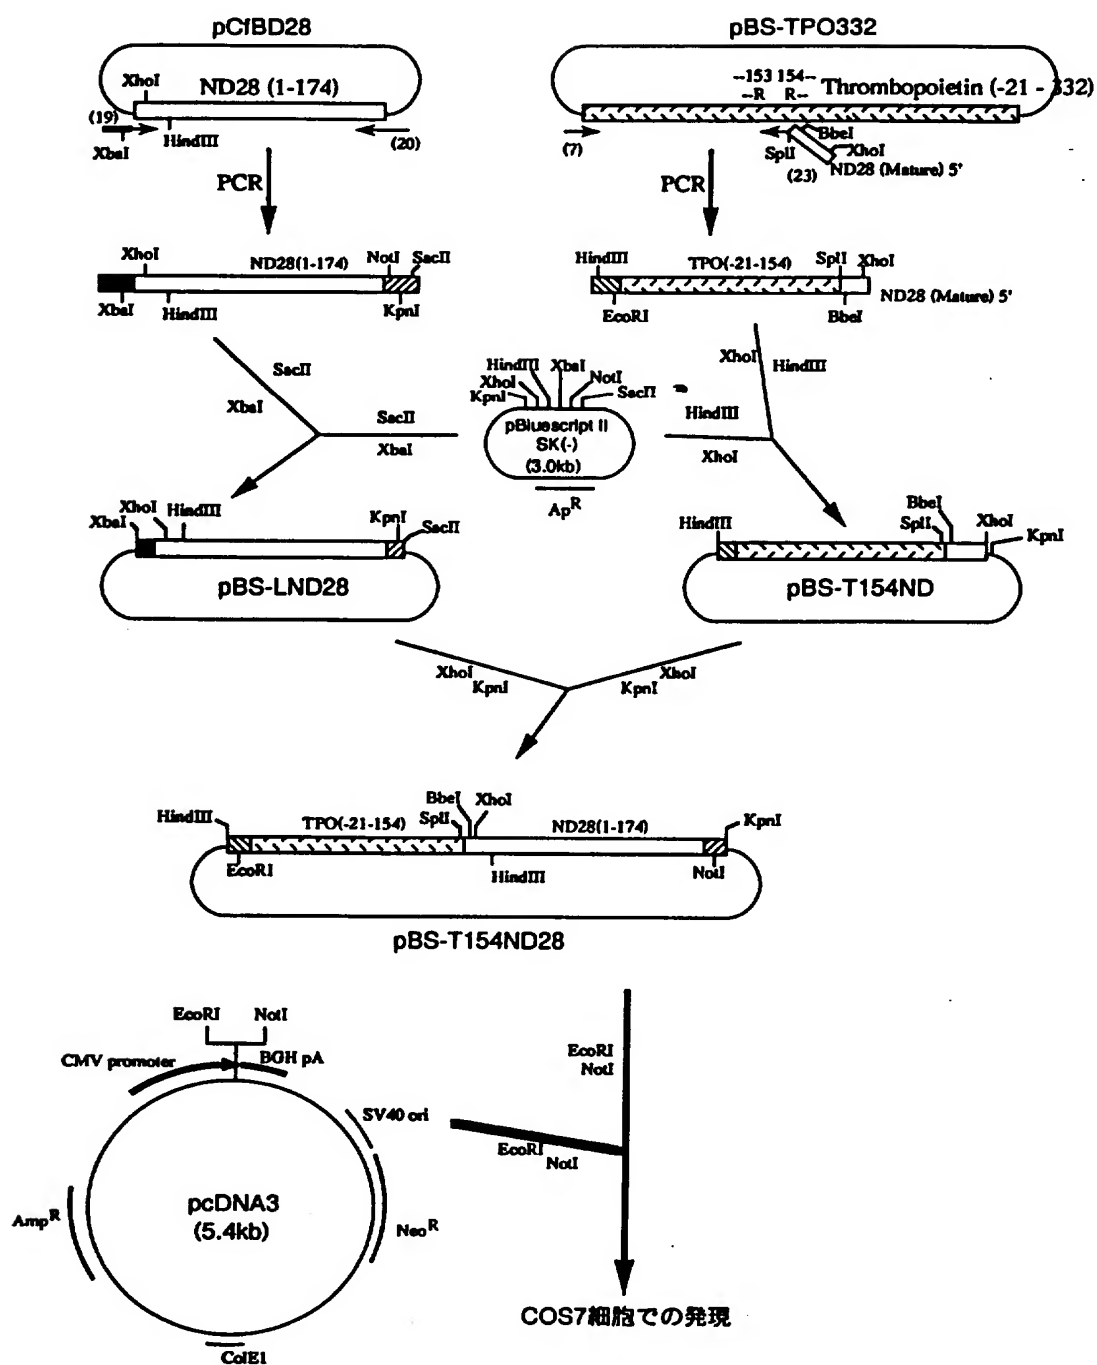 pCfBD28
pBS-TPO332
XhoI
ND28 (1-174)
--153 154--
--R R--
Thrombopoietin (-21 - 332)
(19)
XbaI
HindIII
(20)
(7)
BbeI
SplI
XhoI
(23)
ND28 (Mature) 5'
PCR
PCR
XhoI
ND28(1-174)
NotI
SacII
XbaI
HindIII
KpnI
HindIII
TPO(-21-154)
SplI
XhoI
EcoRI
BbeI
ND28 (Mature) 5'
SacII
XbaI
SacII
XbaI
HindIII
XbaI
XhoI
NotI
KpnI
SacII
pBluescript II
SK(-)
(3.0kb)
Ap R
XhoI
HindIII
HindIII
XhoI
XbaI
XhoI
HindIII
KpnI
SacII
pBS-LND28
HindIII
SplI
BbeI
XhoI
KpnI
pBS-T154ND
XhoI
KpnI
XhoI
KpnI
HindIII
TPO(-21-154)
SplI
BbeI
XhoI
ND28(1-174)
KpnI
EcoRI
HindIII
NotI
pBS-T154ND28
EcoRI
NotI
CMV promoter
BGH pA
SV40 ori
EcoRI
NotI
EcoRI
NotI
pcDNA3
(5.4kb)
Amp R
Neo R
ColE1
COS7細胞での発現